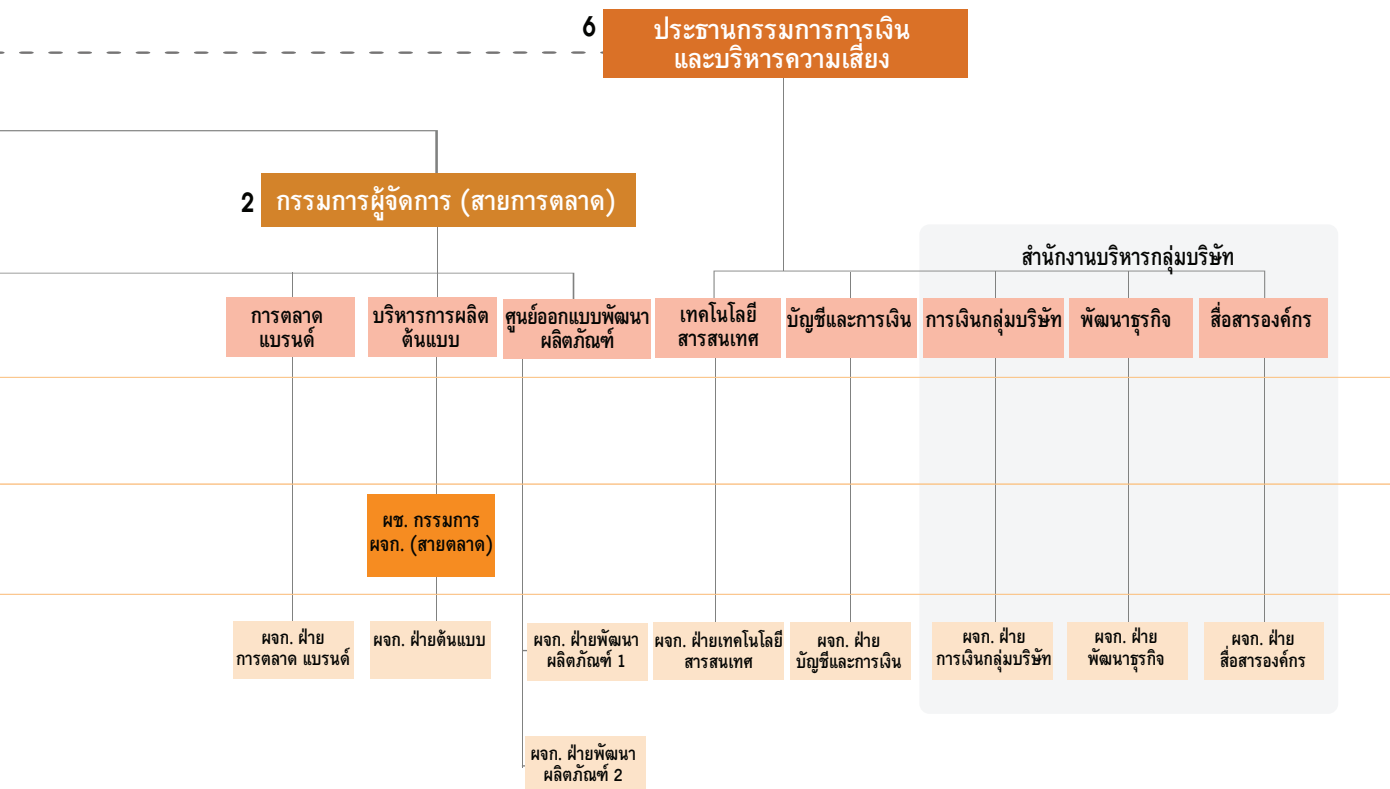 6
ประธานกรรมการการเงิน
และบริหารความเสี่ยง
2
กรรมการผู้จัดการ (สายการตลาด)
สำนักงานบริหารกลุ่มบริษัท
การตลาด
แบรนด์
บริหารการผลิต
ต้นแบบ
ศูนย์ออกแบบพัฒนา
ผลิตภัณฑ์
เทคโนโลยี
สารสนเทศ
บัญชีและการเงิน
การเงินกลุ่มบริษัท
พัฒนาธุรกิจ
สื่อสารองค์กร
ผช. กรรมการ
ผจก. (สายตลาด)
ผจก. ฝ่าย
การตลาด แบรนด์
ผจก. ฝ่ายต้นแบบ
ผจก. ฝ่ายพัฒนา
ผลิตภัณฑ์ 1
ผจก. ฝ่ายเทคโนโลยี
สารสนเทศ
ผจก. ฝ่าย
บัญชีและการเงิน
ผจก. ฝ่าย
การเงินกลุ่มบริษัท
ผจก. ฝ่าย
พัฒนาธุรกิจ
ผจก. ฝ่าย
สื่อสารองค์กร
ผจก. ฝ่ายพัฒนา
ผลิตภัณฑ์ 2